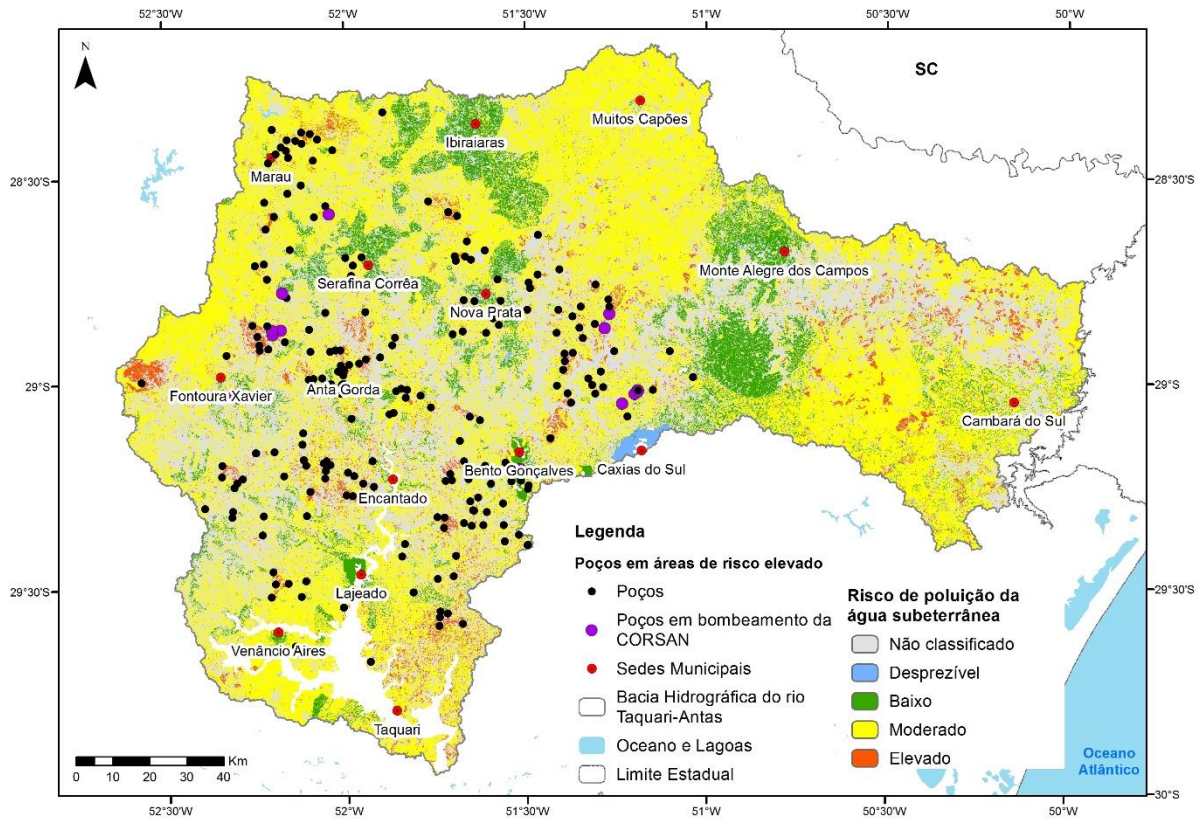 52°30'S 52°W 51°30'W 51°W 50°30'S 50°W
N
SC
Muitos Capões
Ibiraiaras
Marau
28°30'S 28°30'S
Monte Alegre dos Campos
Serafina Corrêa
Nova Prata
29°S 29°S
Fontoura Xavier
Anta Gorda
Cambará do Sul
Bento Gonçalves
Caxias do Sul
Encantado
Lajeado
29°30'S 29°30'S
Venâncio Aires
Taquari
Legenda
Poços em áreas de risco elevado
Poços
Poços em bombeamento da
CORSAN
Sedes Municipais
Bacia Hidrográfica do rio
Taquari-Antas
Oceano e Lagoas
Limite Estadual
Risco de poluição da
água subeterrânea
Não classificado
Desprezível
Baixo
Moderado
Elevado
Oceano
Atlântico
0 10 20 30 40 Km
30°S
52°30'S 52°W 51°30'W 51°W 50°30'S 50°W